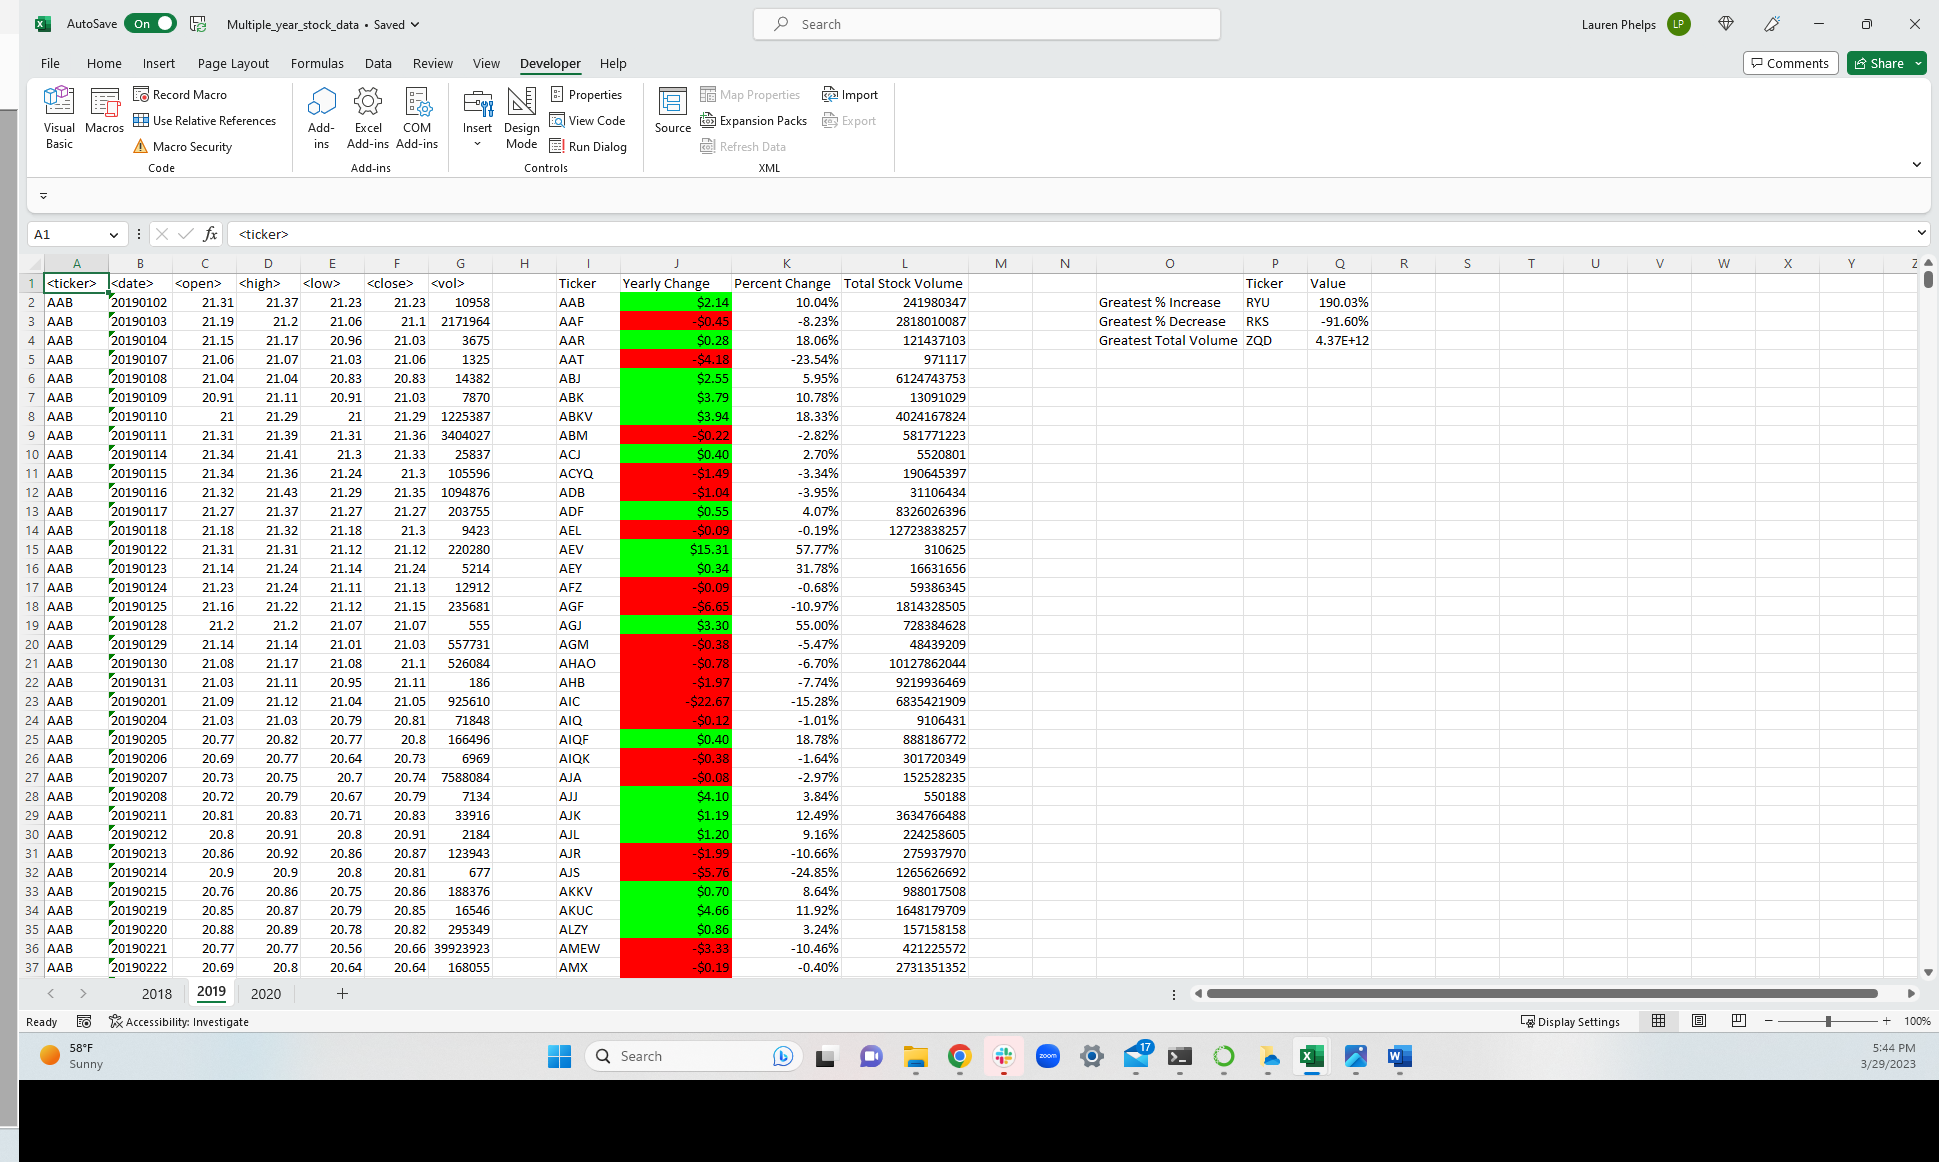 AutoSave On Multiple_year_stock_data • Saved Search Lauren Phelps LP
File Home Insert Page Layout Formulas Data Review View Developer Help Comments Share
Visual Basic Macros Record Macro Use Relative References Macro Security Code
Add-ins Excel Add-ins COM Add-ins Add-ins
Insert Design Mode Properties View Code Run Dialog Controls
Source Map Properties Expansion Packs Refresh Data Import Export XML
A1 fx <ticker>
A B C D E F G H I J K L M N O P Q R S T U V W X Y Z
1 <ticker> <date> <open> <high> <low> <close> <vol> Ticker Yearly Change Percent Change Total Stock Volume Ticker Value
2 AAB 20190102 21.31 21.37 21.23 21.23 10958 AAB $2.14 10.04% 241980347 Greatest % Increase RYU 190.03%
3 AAB 20190103 21.19 21.2 21.06 21.1 2171964 AAF -$0.45 -8.23% 2818010087 Greatest % Decrease RKS -91.60%
4 AAB 20190104 21.15 21.17 20.96 21.03 3675 AAR $0.28 18.06% 121437103 Greatest Total Volume ZQD 4.37E+12
5 AAB 20190107 21.06 21.07 21.03 21.06 1325 AAT -$4.18 -23.54% 971117
6 AAB 20190108 21.04 21.04 20.83 20.83 14382 ABJ $2.55 5.95% 6124743753
7 AAB 20190109 20.91 21.11 20.91 21.03 7870 ABK $3.79 10.78% 13091029
8 AAB 20190110 21 21.29 21 21.29 1225387 ABKV $3.94 18.33% 4024167824
9 AAB 20190111 21.31 21.39 21.31 21.36 3404027 ABM -$0.22 -2.82% 581771223
10 AAB 20190114 21.34 21.41 21.3 21.33 25837 ACJ $0.40 2.70% 5520801
11 AAB 20190115 21.34 21.36 21.24 21.3 105596 ACYQ -$1.49 -3.34% 190645397
12 AAB 20190116 21.32 21.43 21.29 21.35 1094876 ADB -$1.04 -3.95% 31106434
13 AAB 20190117 21.27 21.37 21.27 21.27 203755 ADF $0.55 4.07% 8326026396
14 AAB 20190118 21.18 21.32 21.18 21.3 9423 AEL -$0.09 -0.19% 12723838257
15 AAB 20190122 21.31 21.31 21.12 21.12 220280 AEV $15.31 57.77% 310625
16 AAB 20190123 21.14 21.24 21.14 21.24 5214 AEY $0.34 31.78% 16631656
17 AAB 20190124 21.23 21.24 21.11 21.13 12912 AFZ -$0.09 -0.68% 59386345
18 AAB 20190125 21.16 21.22 21.12 21.15 235681 AGF -$6.65 -10.97% 1814328505
19 AAB 20190128 21.2 21.2 21.07 21.07 555 AGJ $3.30 55.00% 728384628
20 AAB 20190129 21.14 21.14 21.01 21.03 557731 AGM -$0.38 -5.47% 48439209
21 AAB 20190130 21.08 21.17 21.08 21.1 526084 AHAO -$0.78 -6.70% 10127862044
22 AAB 20190131 21.03 21.11 20.95 21.11 186 AHB -$1.97 -7.74% 9219936469
23 AAB 20190201 21.09 21.12 21.04 21.05 925610 AIC -$22.67 -15.28% 6835421909
24 AAB 20190204 21.03 21.03 20.79 20.81 71848 AIQ -$0.12 -1.01% 9106431
25 AAB 20190205 20.77 20.82 20.77 20.8 166496 AIQF $0.40 18.78% 888186772
26 AAB 20190206 20.69 20.77 20.64 20.73 6969 AIQK -$0.38 -1.64% 301720349
27 AAB 20190207 20.73 20.75 20.7 20.74 7588084 AJA -$0.08 -2.97% 152528235
28 AAB 20190208 20.72 20.79 20.67 20.79 7134 AJJ $4.10 3.84% 550188
29 AAB 20190211 20.81 20.83 20.71 20.83 33916 AJK $1.19 12.49% 3634766488
30 AAB 20190212 20.8 20.91 20.8 20.91 2184 AJL $1.20 9.16% 224258605
31 AAB 20190213 20.86 20.92 20.86 20.87 123943 AJR -$1.99 -10.66% 275937970
32 AAB 20190214 20.9 20.9 20.8 20.81 677 AJS -$5.76 -24.85% 1265626692
33 AAB 20190215 20.76 20.86 20.75 20.86 188376 AKKV $0.70 8.64% 988017508
34 AAB 20190219 20.85 20.87 20.79 20.85 16546 AKUC $4.66 11.92% 1648179709
35 AAB 20190220 20.88 20.89 20.78 20.82 295349 ALZY $0.86 3.24% 157158158
36 AAB 20190221 20.77 20.77 20.56 20.66 39923923 AMEW -$3.33 -10.46% 421225572
37 AAB 20190222 20.69 20.8 20.64 20.64 168055 AMX -$0.19 -0.40% 2731351352
2018 2019 2020
Ready Accessibility: Investigate Display Settings 100%
58°F Sunny Search zoom 17 5:44 PM 3/29/2023